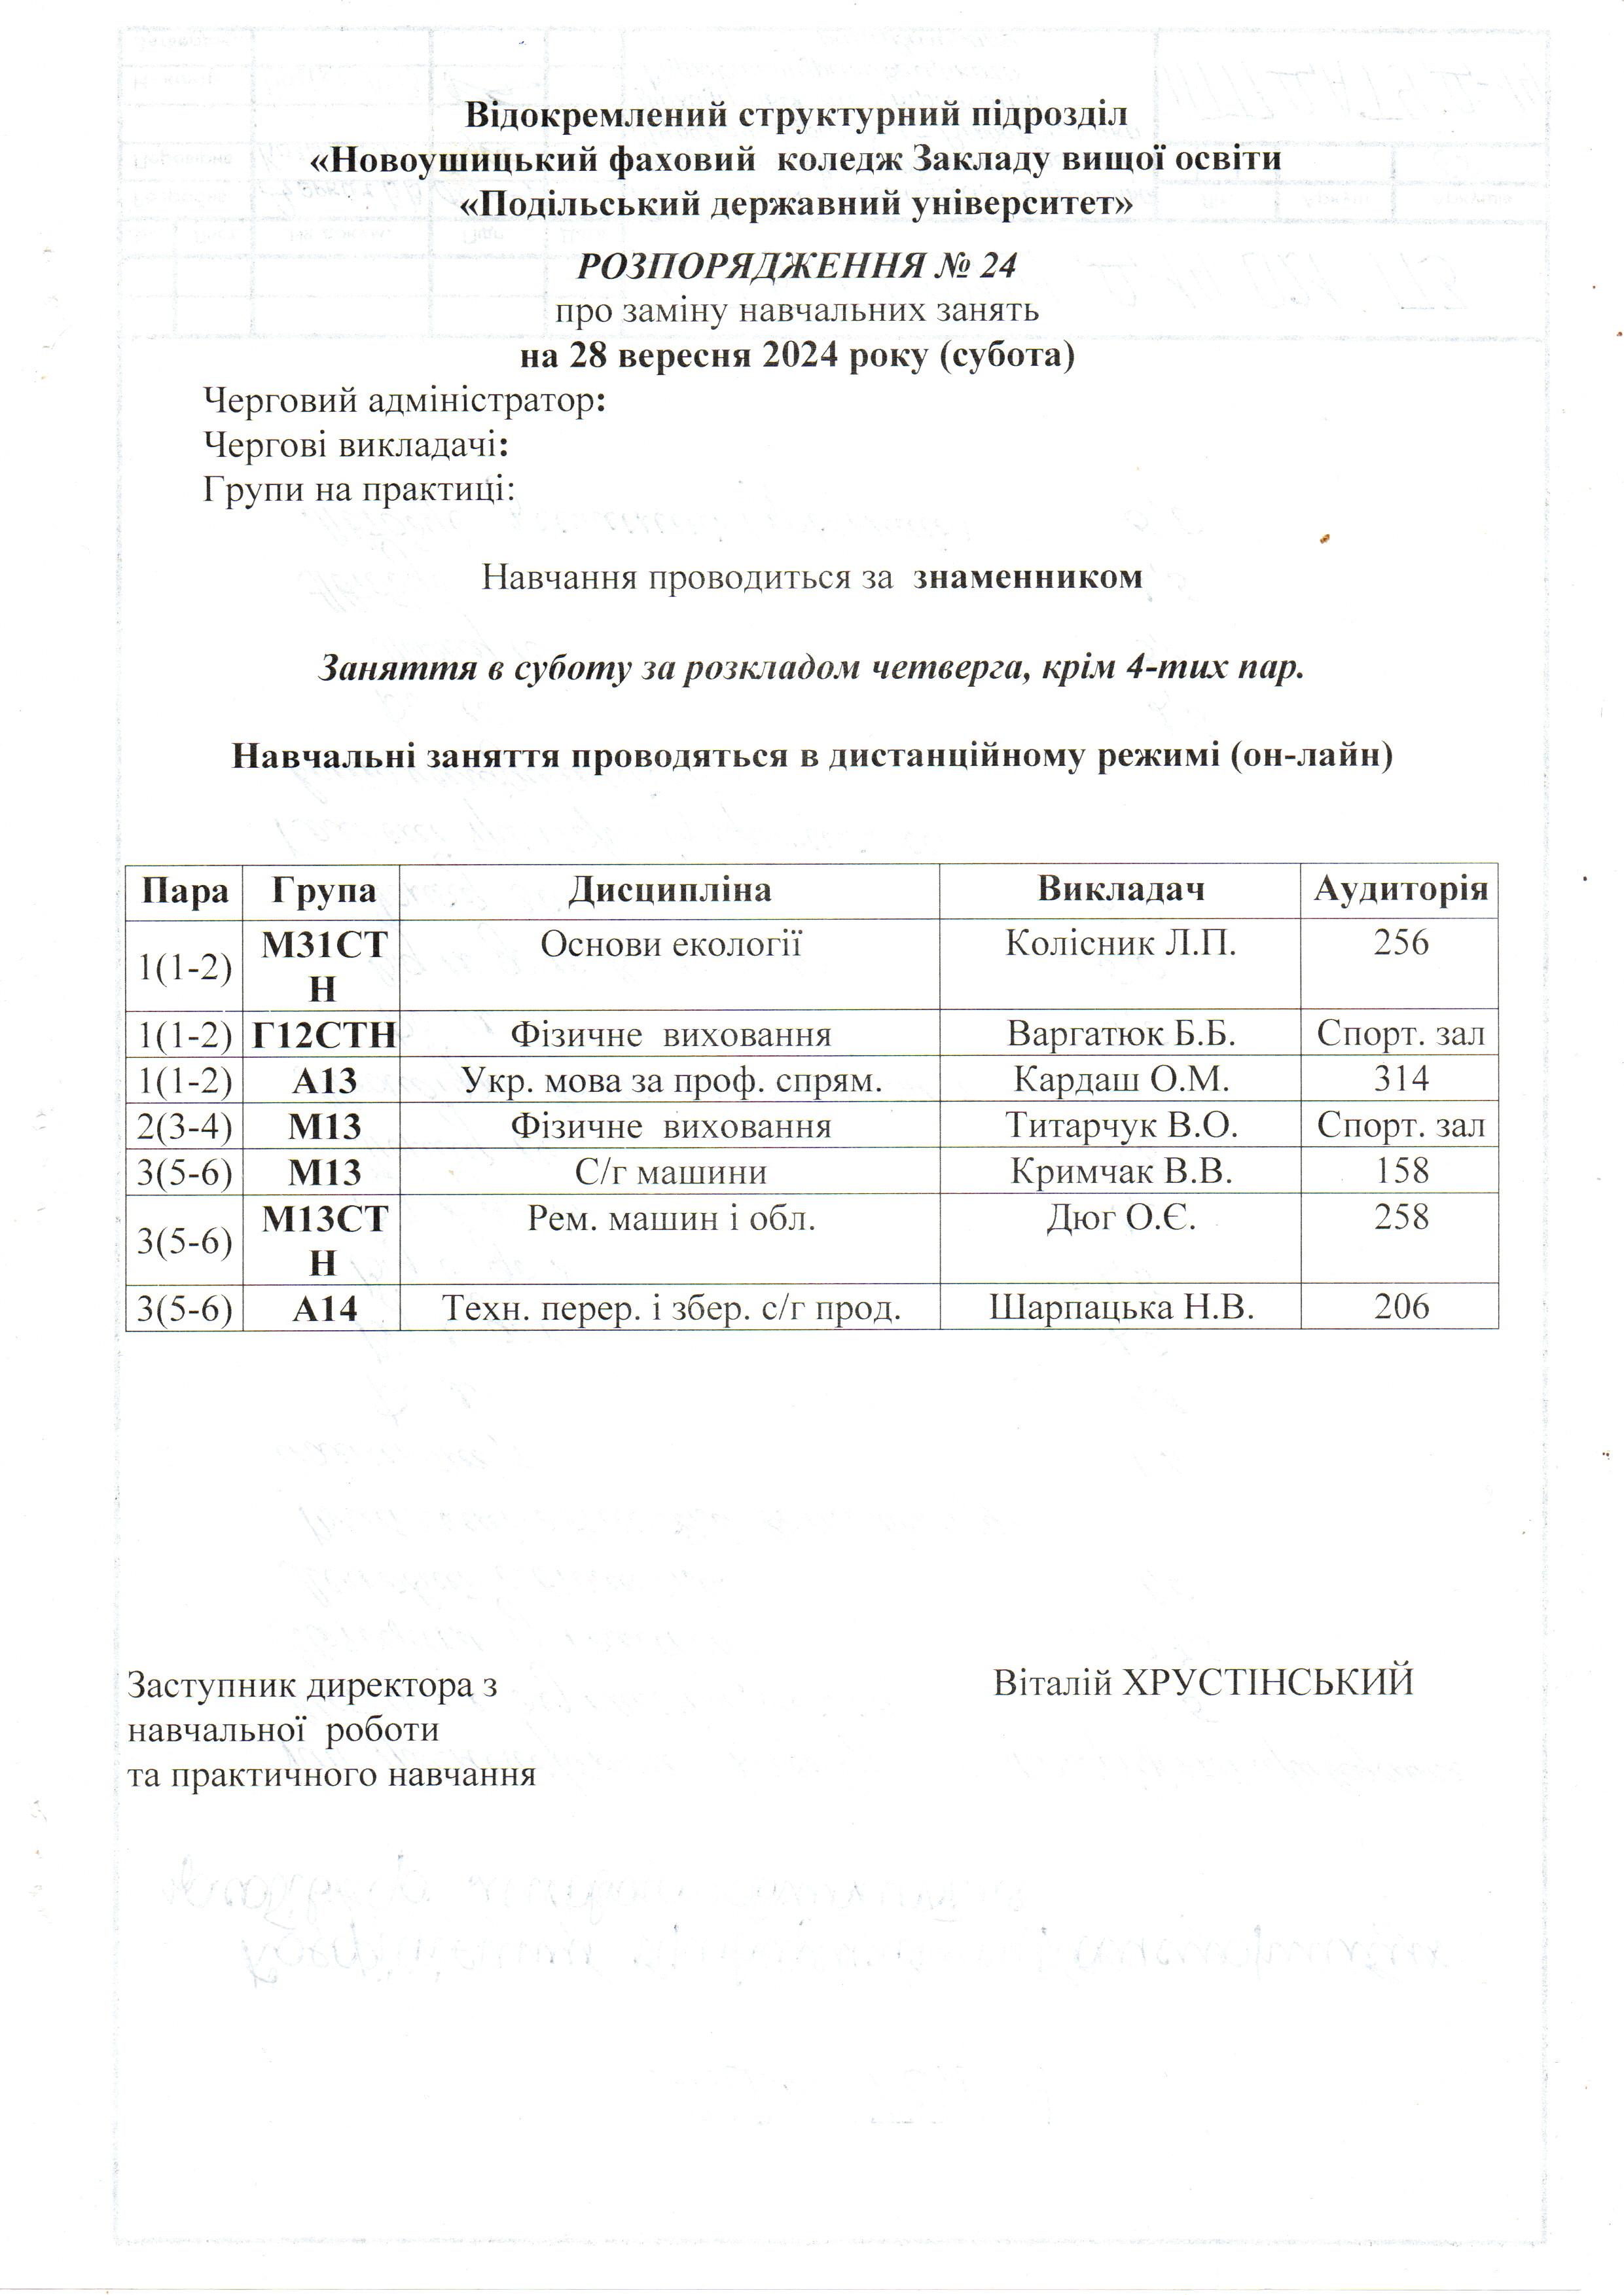 Відокремлений структурний підрозділ
«Новоушицький фаховий коледж Закладу вищої освіти
«Подільський державний університет»
РОЗПОРЯДЖЕННЯ № 24
про заміну навчальних занять
на 28 вересня 2024 року (субота)
Черговий адміністратор:
Чергові викладачі:
Групи на практиці:
Навчання проводиться за знаменником
Заняття в суботу за розкладом четверга, крім 4-тих пар.
Навчальні заняття проводяться в дистанційному режимі (он-лайн)
Пара Група Дисципліна Викладач Аудиторія
1(1-2) М31СТ Основи екології Колісник Л.П. 256
Н
1(1-2) Г12СТН Фізичне виховання Варгатюк Б.Б. Спорт. зал
1(1-2) А13 Укр. мова за проф. спрям. Кардаш О.М. 314
2(3-4) М13 Фізичне виховання Титарчук В.О. Спорт. зал
3(5-6) М13 С/г машини Кримчак В.В. 158
3(5-6) М13СТ Рем. машин і обл. Дюг О.Є. 258
Н
3(5-6) А14 Техн. перер. і збер. с/г прод. Шарпацька Н.В. 206
Заступник директора з Віталій ХРУСТІНСЬКИЙ
навчальної роботи
та практичного навчання